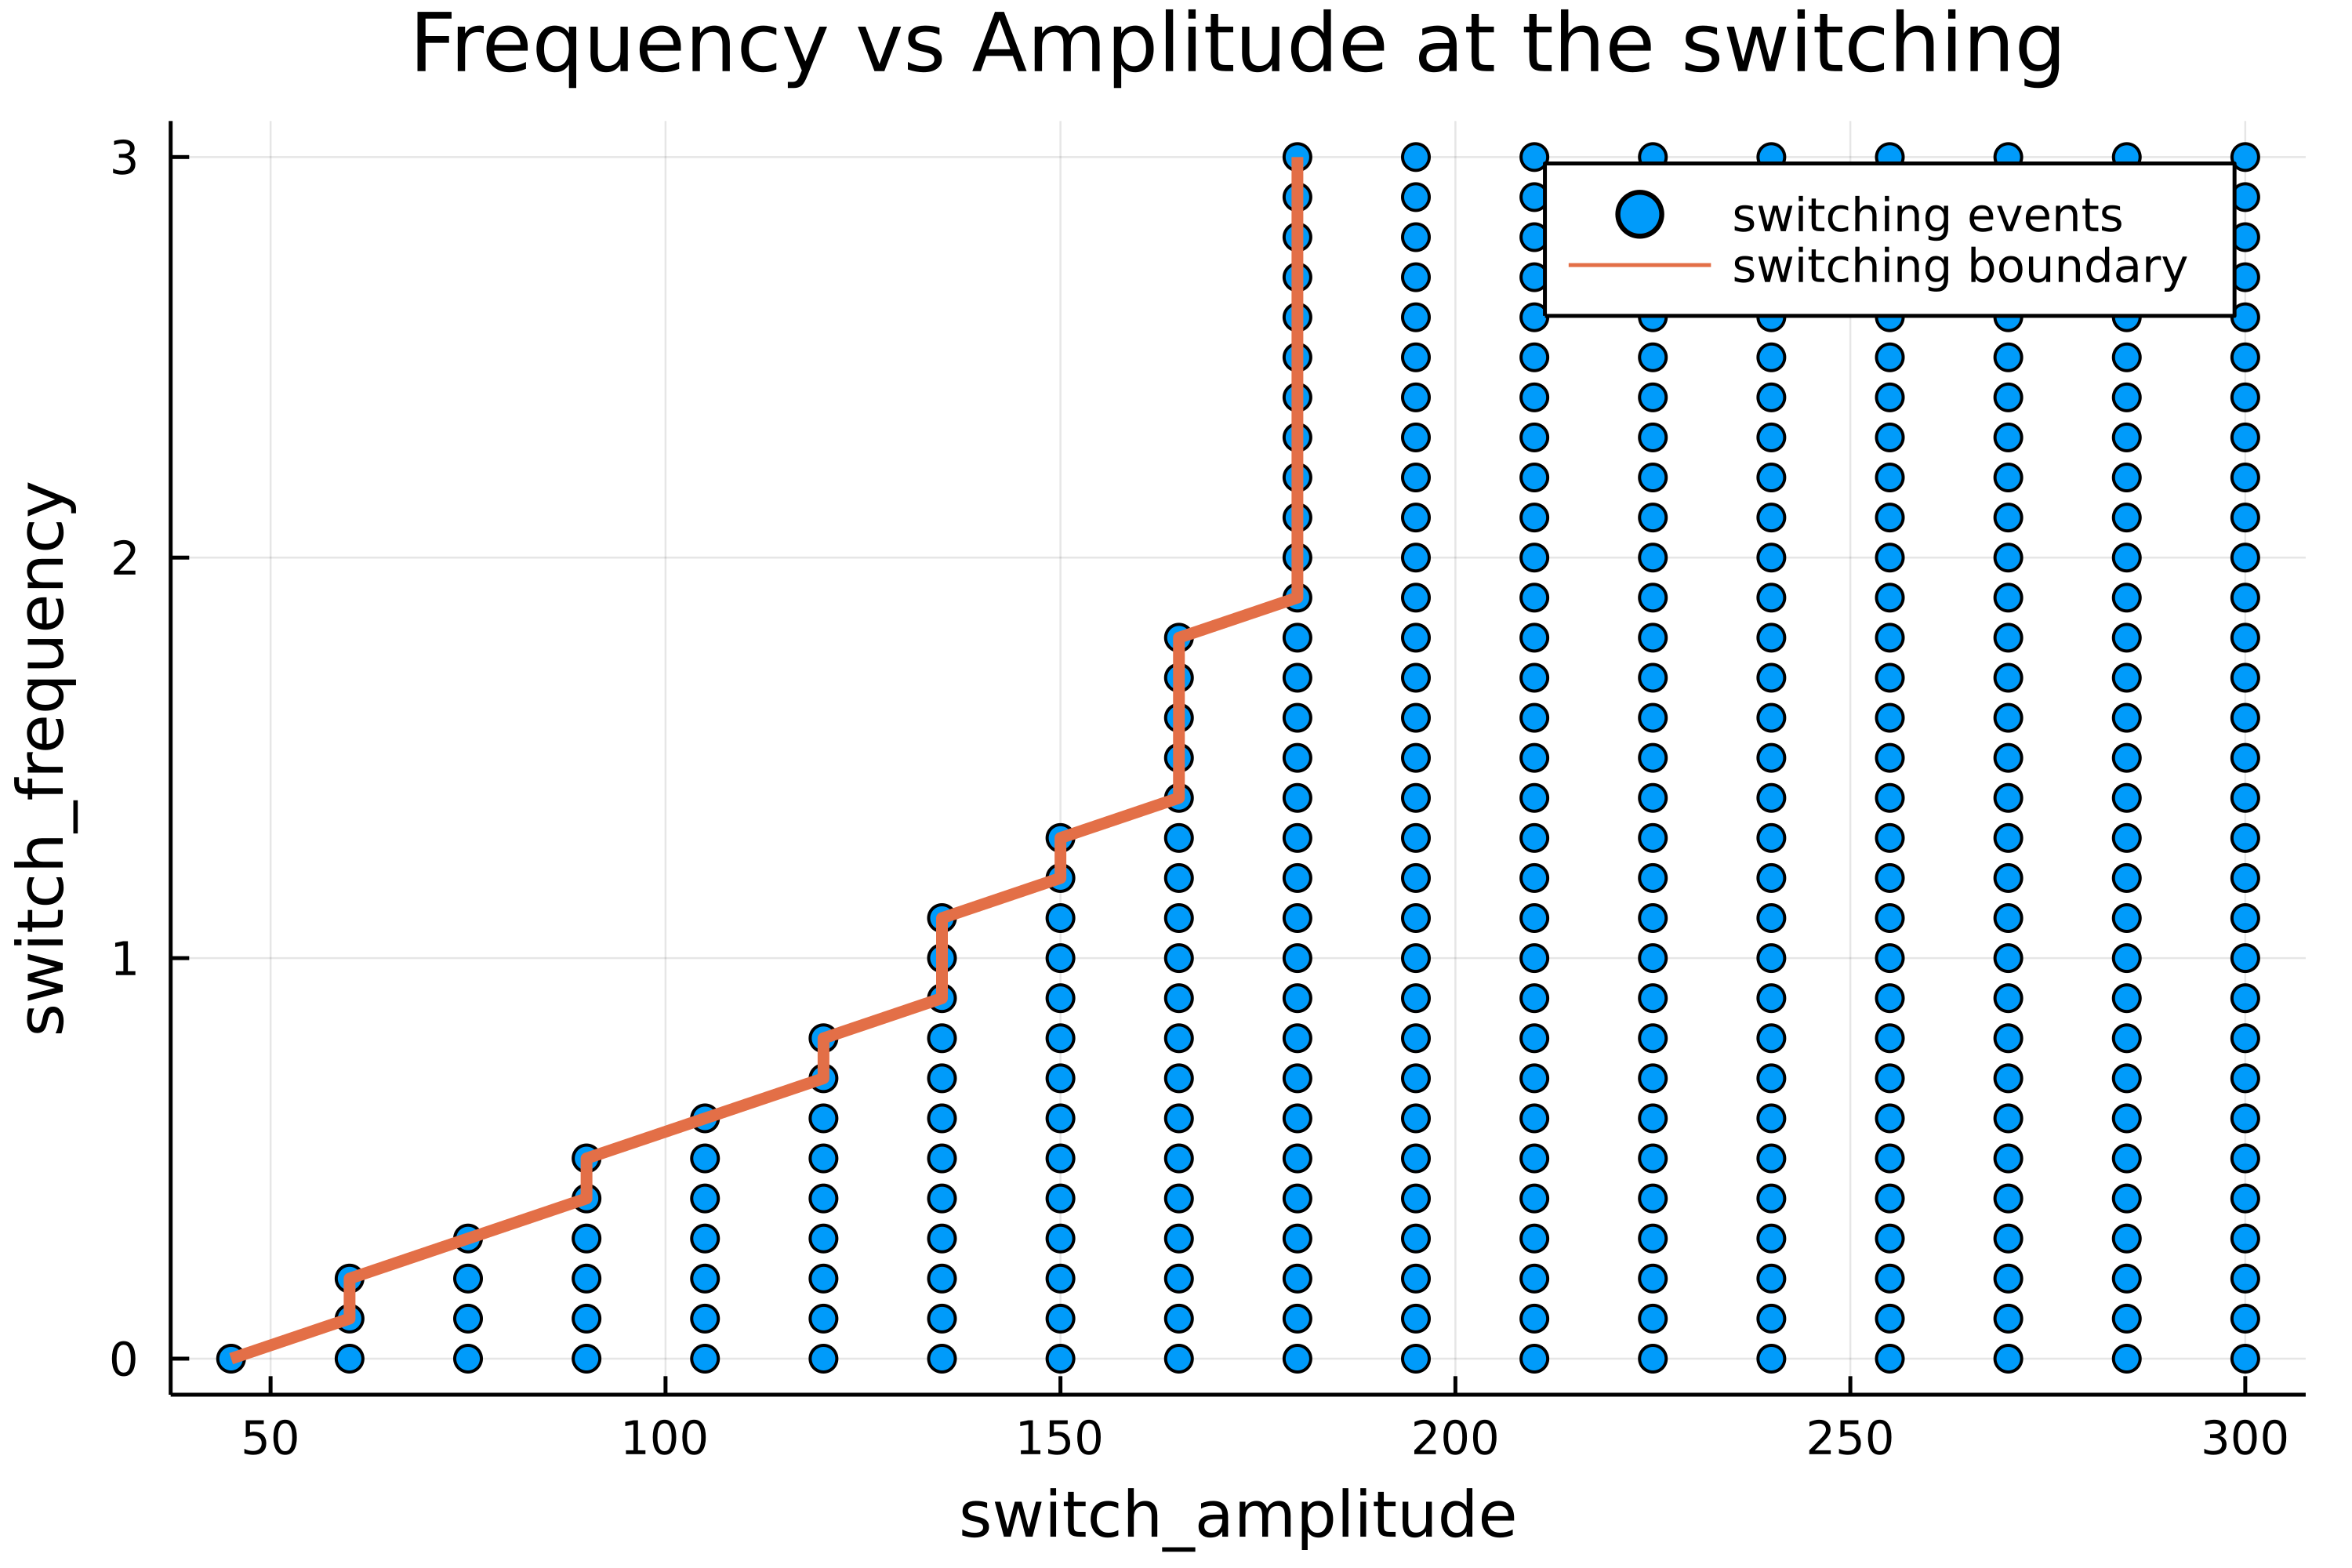 Frequency vs Amplitude at the switching
switching events
switching boundary
switch_frequency
3
2
1
0
50 100 150 200 250 300
switch_amplitude